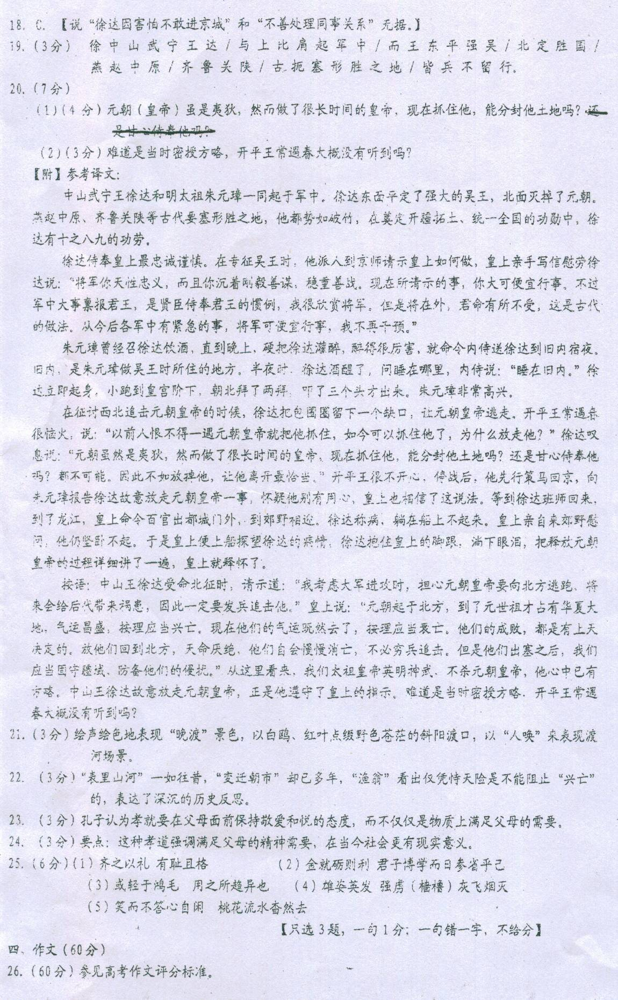 18. C. 【说“徐达因害怕不敢进京城”和“不善处理同事关系”无据。】
19.(3分) 徐中山武宁王达/与上比肩起军中/而王东平强吴/北定胜国/
燕赵中原/齐鲁关陕/古扼塞形胜之地/皆兵不留行。
20.(7分)
(1)(4分)元朝(皇帝)虽是夷狄，然而做了很长时间的皇帝，现在抓住他，能分封他土地吗?还
是甘心侍奉他吗?
(2)(3分)难道是当时密授方略，开平王常遇春大概没有听到吗?
【附】参考译文:
中山武宁王徐达和明太祖朱元璋一同起于军中。徐达东面平定了强大的吴王，北面灭掉了元朝。
燕赵中原、齐鲁关陕等古代要塞形胜之地，他都势如破竹，在奠定开疆拓土、统一全国的功勋中，徐
达有十之八九的功劳。
徐达侍奉皇上最忠诚谨慎。在专征吴王时，他派人到京师请示皇上如何做，皇上亲手写信慰劳徐
达说:“将军你天性忠义，而且你沉着刚毅善谋，稳重善战。现在所请示的事，你大可便宜行事。不过
军中大事禀报君王，是贤臣侍奉君王的惯例，我很欣赏将军。但是将在外，君命有所不受，这是古代
的做法。从今后各军中有紧急的事，将军可便宜行事，我不再干预。”
朱元璋曾经召徐达饮酒，直到晚上，硬把徐达灌醉，醉得很厉害，就命令内侍送徐达到旧内宿夜。
旧内，是朱元璋做吴王时所住的地方。半夜时，徐达酒醒了，问睡在哪里，内侍说:“睡在旧内。”徐
达立即起身，小跑到皇宫阶下，朝北拜了两拜，叩了三个头才出来。朱元璋非常高兴。
在征讨西北追击元朝皇帝的时候，徐达把包围圈留下一个缺口，让元朝皇帝逃走。开平王常遇春
很恼火，说:“以前人恨不得一遇元朝皇帝就把他抓住，如今可以抓住他了，为什么放走他?”徐达叹
息说:“元朝虽然是夷狄，然而做了很长时间的皇帝，现在抓住他，能分封他土地吗?还是甘心侍奉他
吗?都不可能。因此不如放掉他，让他离开最恰当。”开平王很不开心，停战后，他先行策马回京，向
朱元璋报告徐达故意放走元朝皇帝一事，怀疑他别有用心，皇上也相信了这说法。等到徐达班师回来，
到了龙江，皇上命令百官出都城门外，到郊野相迎。徐达称病，躺在船上不起来。皇上亲自来郊野慰
问，他仍坚卧不起。于是皇上便上船探望徐达的病情，徐达抱住皇上的脚跟，淌下眼泪，把释放元朝
皇帝的过程详细讲了一遍，皇上就释怀了。
按语:中山王徐达受命北征时，请示道:“我考虑大军进攻时，担心元朝皇帝要向北方逃跑、将
来会给后代带来祸患，因此一定要发兵追击他。”皇上说:“元朝起于北方，到了元世祖才占有华夏大
地，气运昌盛，按理应当兴亡。现在他们的气运既然去了，按理应当衰亡。他们的成败，都是有上天
决定的。放他们回到北方，天命厌绝，他们自会慢慢消亡，不必穷兵追击。但是他们出塞之后，我们
应当固守疆域、防备他们的侵扰。”从这里看来，我们太祖皇帝英明神武、不杀元朝皇帝，他心中已有
方略。中山王徐达故意放走元朝皇帝，正是他遵守了皇上的指示。难道是当时密授方略，开平王常遇
春大概没有听到吗?
21.(3分)绘声绘色地表现“晚渡”景色，以白鸥、红叶点缀野色苍茫的斜阳渡口，以“人唤”来表现渡
河场景。
22.(3分)“表里山河”一如往昔，“变迁朝市”却已多年，“渔翁”看出仅凭恃天险是不能阻止“兴亡”
的，表达了深沉的历史反思。
23.(3分)孔子认为孝就要在父母面前保持敬爱和悦的态度，而不仅仅是物质上满足父母的需要。
24.(3分)要点:这种孝道强调满足父母的精神需要，在当今社会更有现实意义。
25.(6分)(1)齐之以礼 有耻且格 (2)金就砺则利 君子博学而日参省乎己
(3)或轻于鸿毛 用之所趋异也 (4)雄姿英发 强虏(樯橹)灰飞烟灭
(5)笑而不答心自闲 桃花流水杳然去
【只选3题，一句1分;一句错一字，不给分】
四、作文(60分)
26.(60分)参见高考作文评分标准。